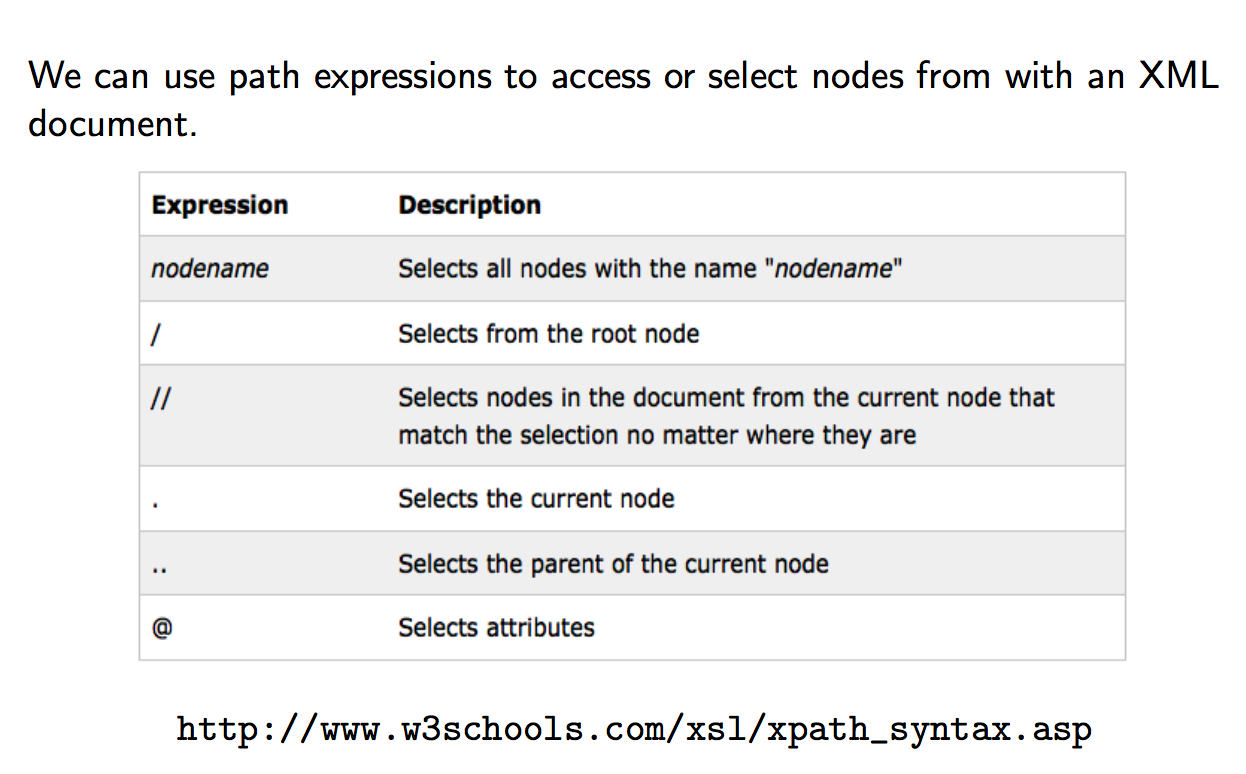 We can use path expressions to access or select nodes from with an XML
document.
Expression Description
nodename Selects all nodes with the name "nodename"
/ Selects from the root node
// Selects nodes in the document from the current node that
match the selection no matter where they are
. Selects the current node
.. Selects the parent of the current node
@ Selects attributes
http://www.w3schools.com/xsl/xpath_syntax.asp